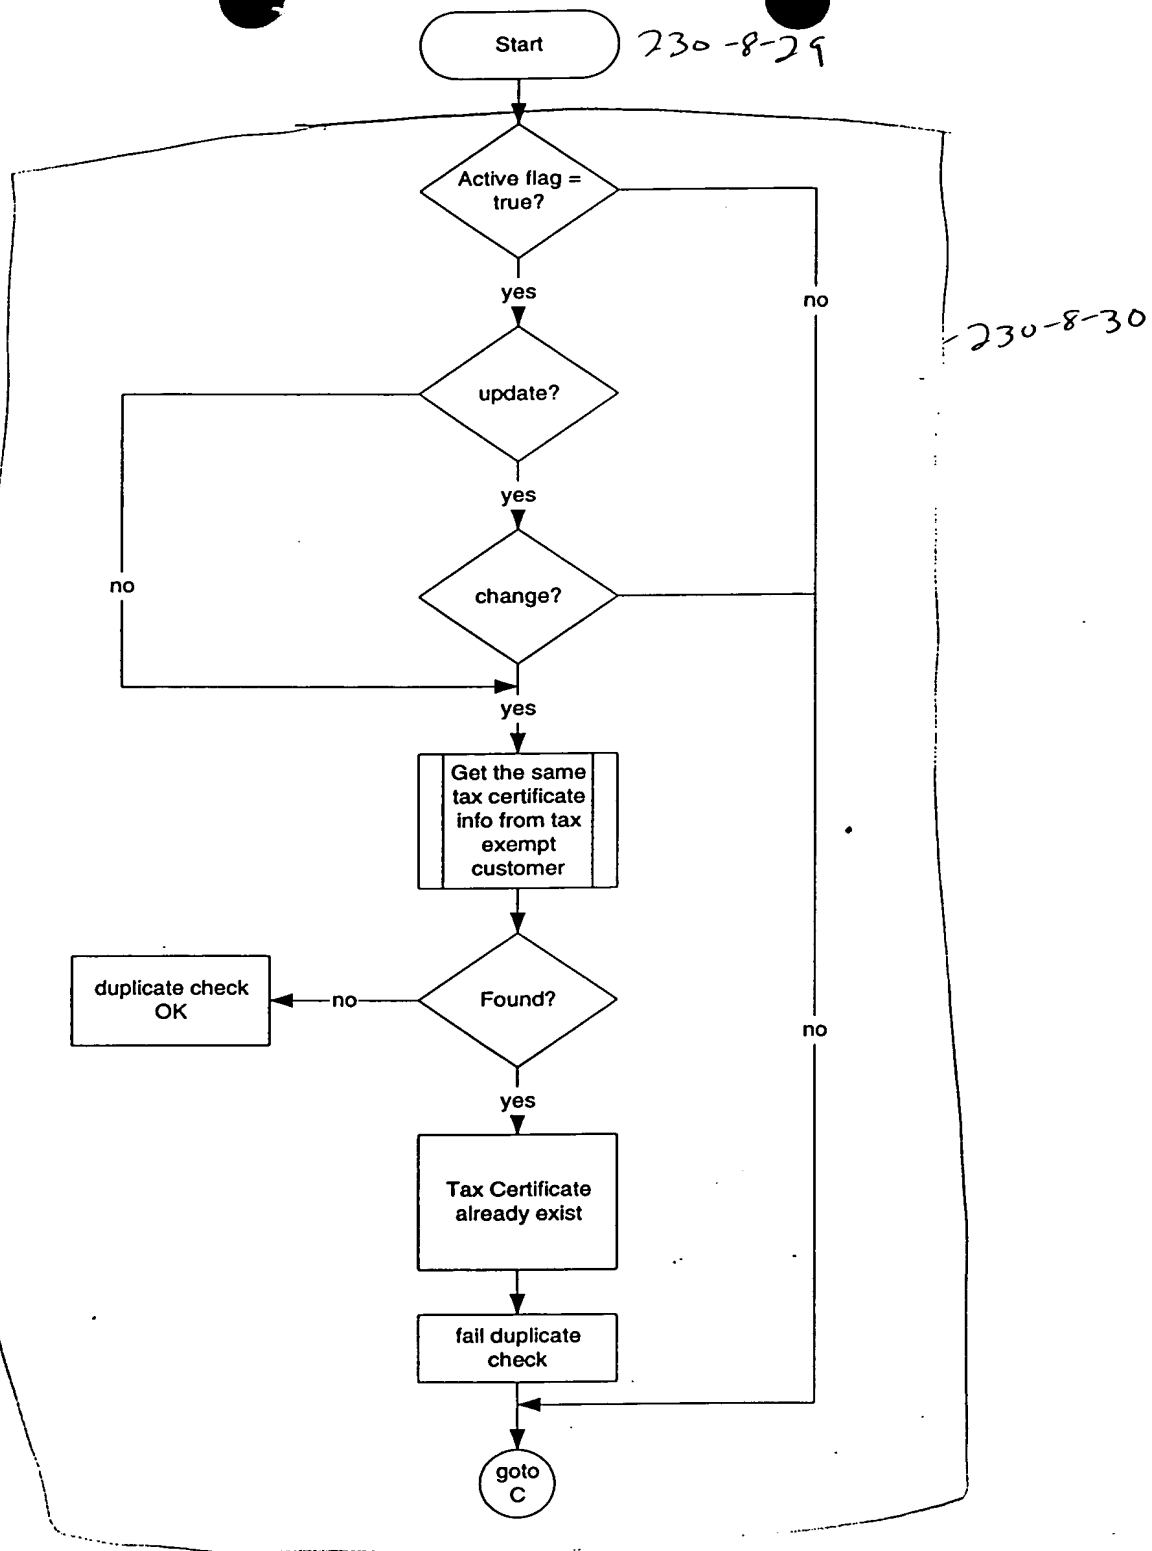 Start
230-8-29
Active flag =
true?
yes
no
230-8-30
update?
yes
no
change?
yes
Get the same
tax certificate
info from tax
exempt
customer
duplicate check
OK
no
Found?
no
yes
Tax Certificate
already exist
fail duplicate
check
goto
C